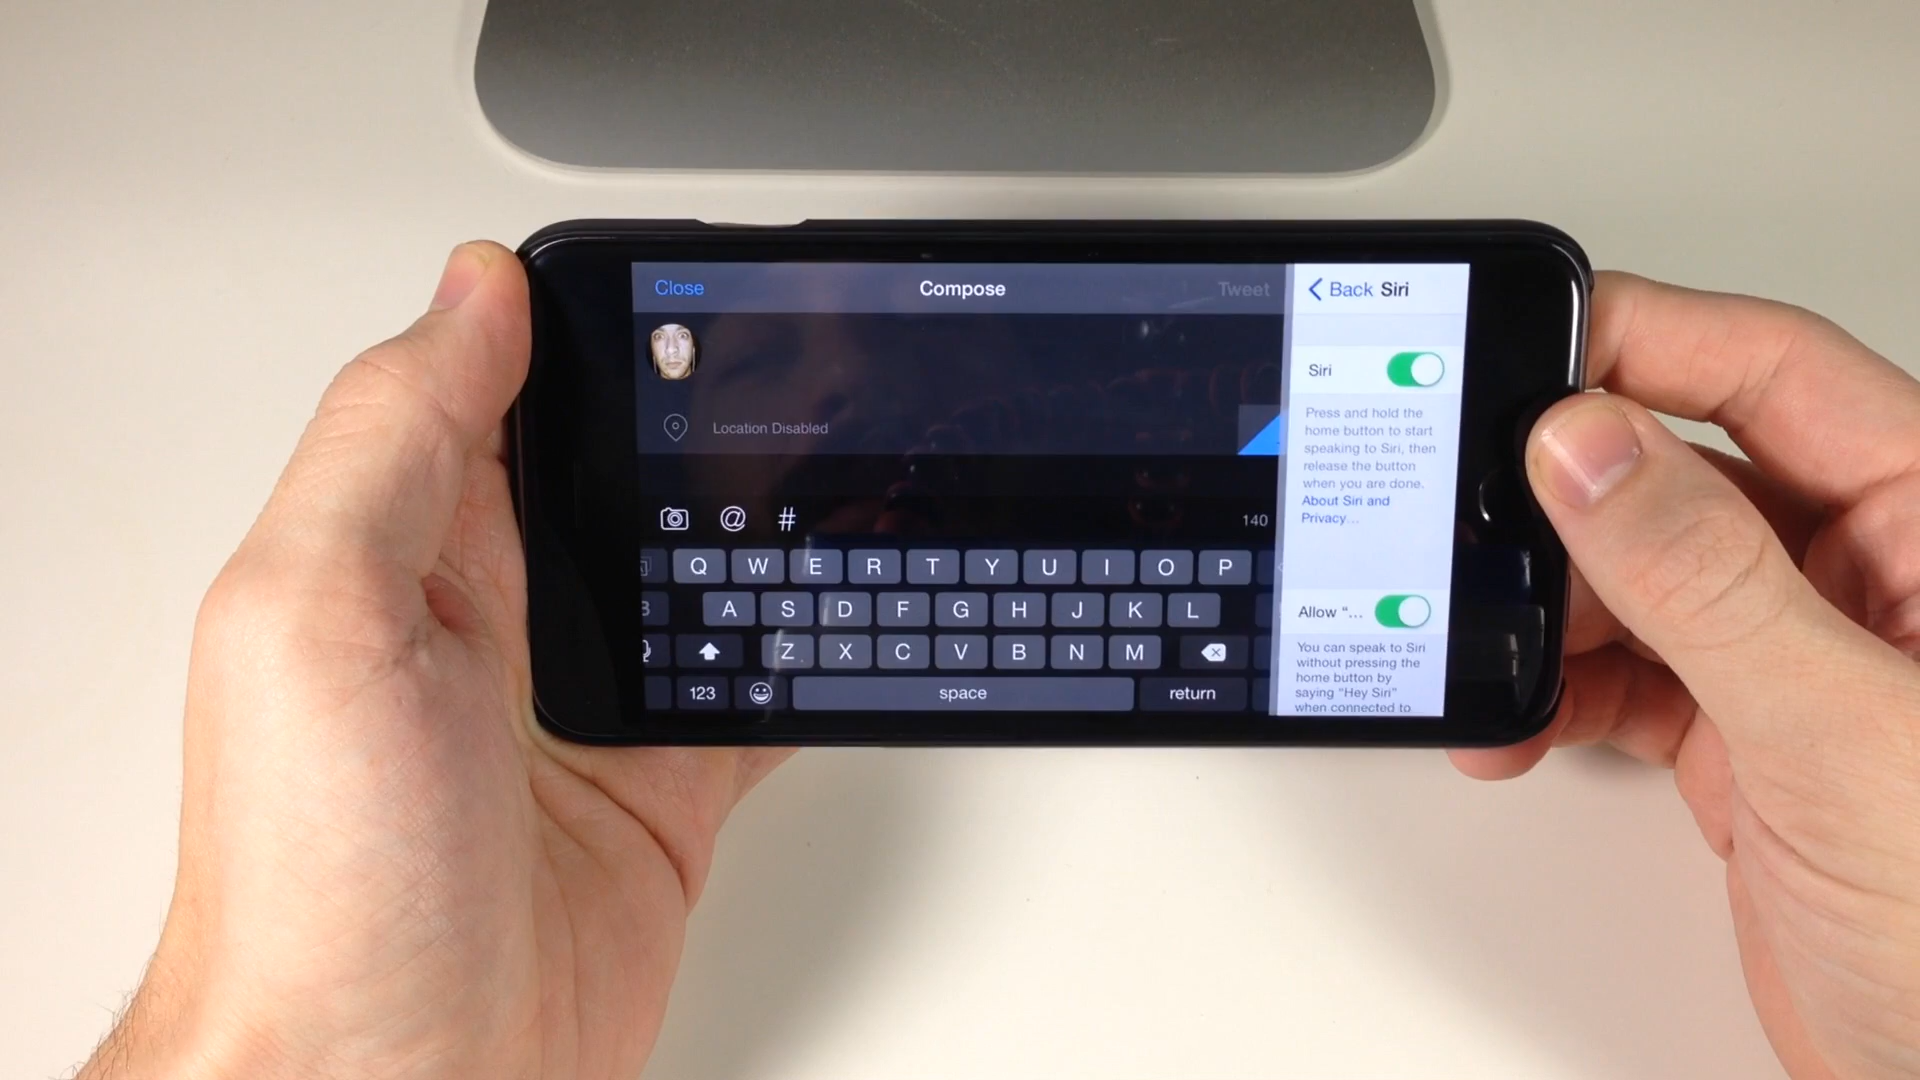 Close
Compose
Tweet
Location Disabled
@
#
140
Q W E R T Y U I O P
A S D F G H J K L
Z X C V B N M
123
space
return
Back Siri
Siri
Press and hold the
home button to start
speaking to Siri, then
release the button
when you are done.
About Siri and
Privacy...
Allow “...
You can speak to Siri
without pressing the
home button by
saying “Hey Siri”
when connected to